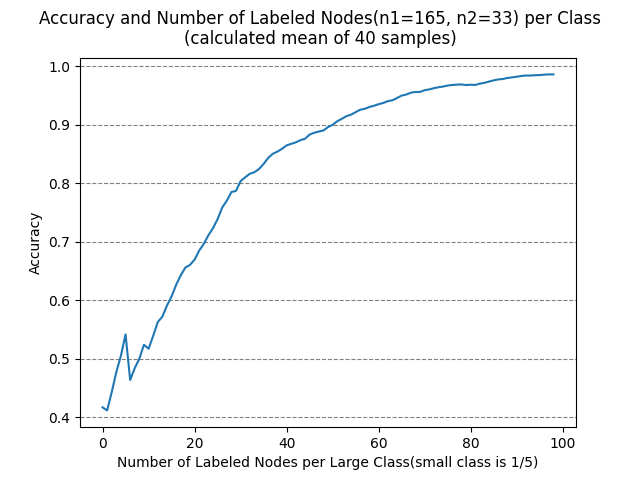 Accuracy and Number of Labeled Nodes(n1=165, n2=33) per Class
(calculated mean of 40 samples)
1.0
0.9
0.8
0.7
0.6
0.5
0.4
Accuracy
0 20 40 60 80 100
Number of Labeled Nodes per Large Class(small class is 1/5)